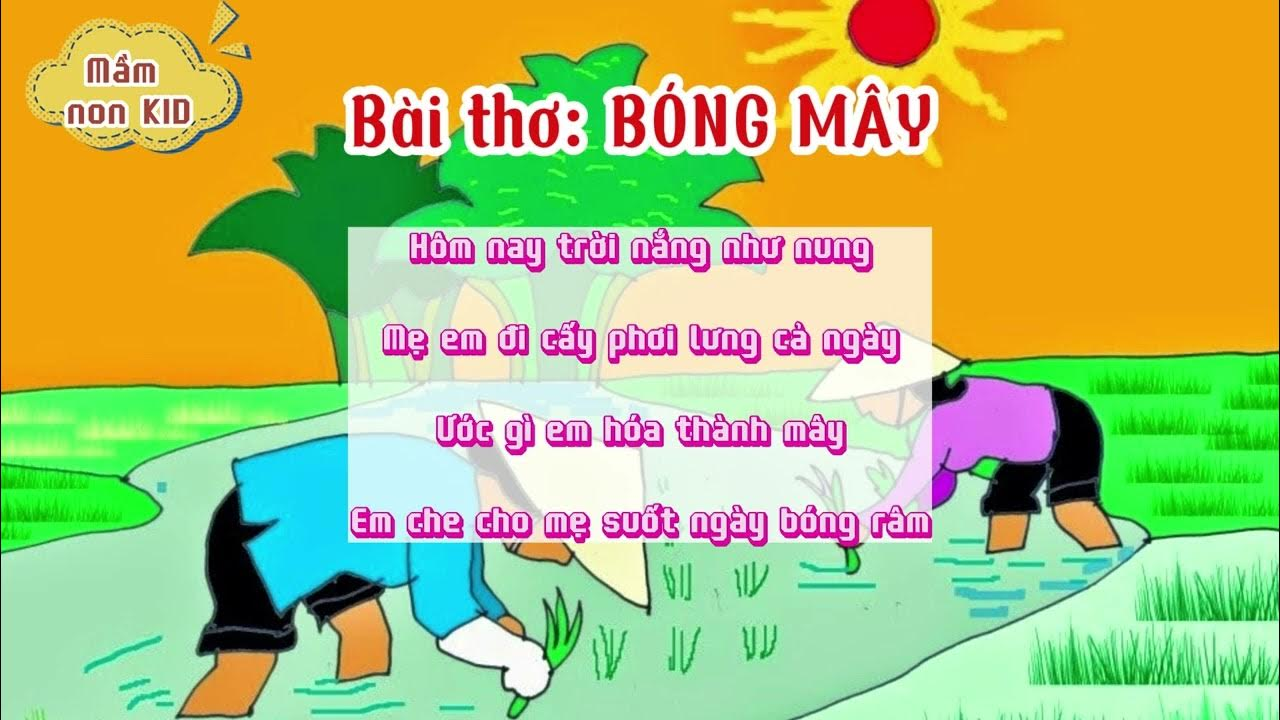 Mầm
non KID
Bài thơ: BÓNG MÂY
Hôm nay trời nắng như nung
Mẹ em đi cấy phơi lưng cả ngày
Ước gì em hóa thành mây
Em che cho mẹ suốt ngày bóng râm